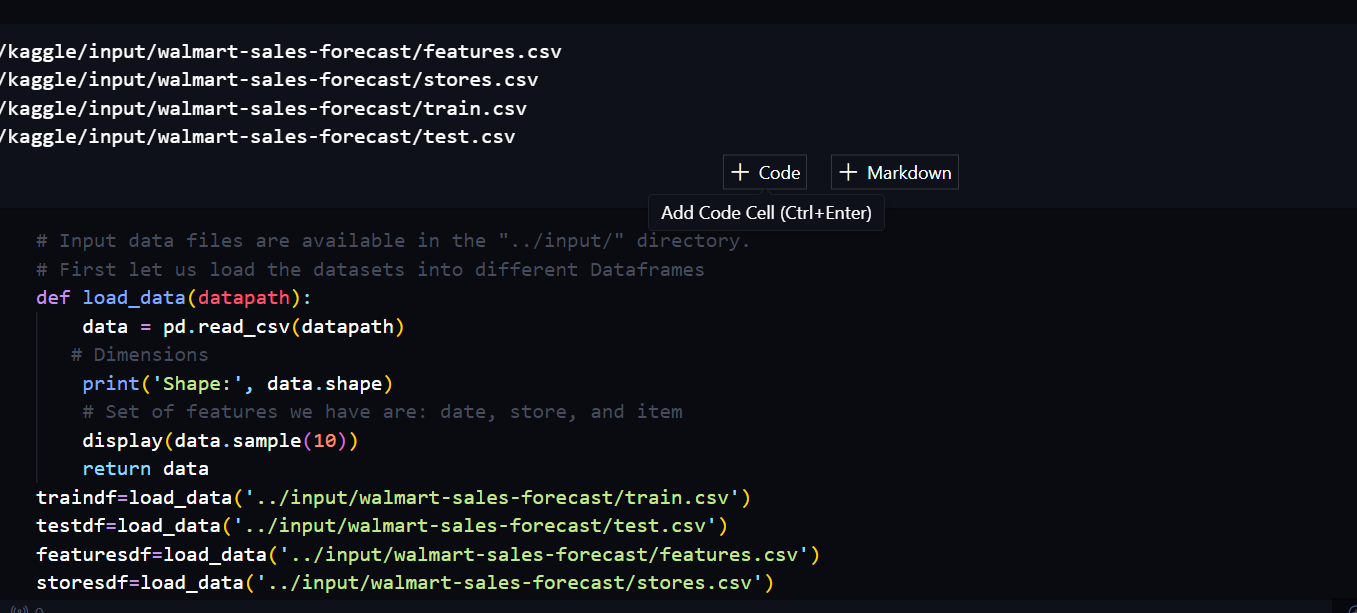 /kaggle/input/walmart-sales-forecast/features.csv
/kaggle/input/walmart-sales-forecast/stores.csv
/kaggle/input/walmart-sales-forecast/train.csv
/kaggle/input/walmart-sales-forecast/test.csv
+ Code + Markdown
Add Code Cell (Ctrl+Enter)
# Input data files are available in the "../input/" directory.
# First let us load the datasets into different Dataframes
def load_data(datapath):
    data = pd.read_csv(datapath)
   # Dimensions
    print('Shape:', data.shape)
    # Set of features we have are: date, store, and item
    display(data.sample(10))
    return data
traindf=load_data('../input/walmart-sales-forecast/train.csv')
testdf=load_data('../input/walmart-sales-forecast/test.csv')
featuresdf=load_data('../input/walmart-sales-forecast/features.csv')
storesdf=load_data('../input/walmart-sales-forecast/stores.csv')